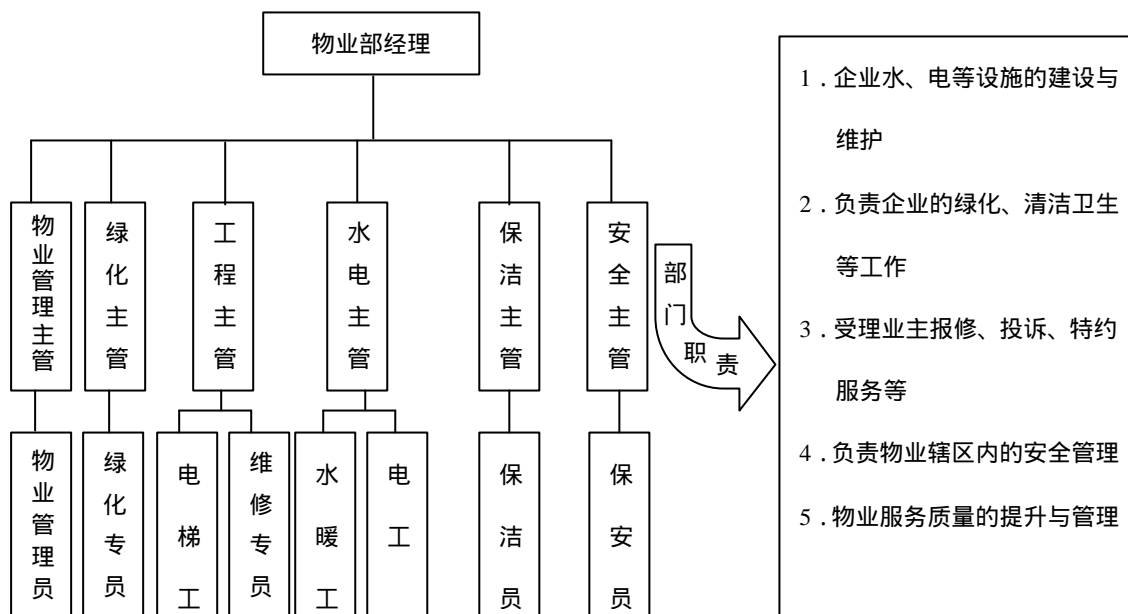 物业部经理
物业管理主管
绿化主管
工程主管
水电主管
保洁主管
安全主管
部门职责
物业管理员
绿化专员
电梯工
维修专员
水暖工
电工
保洁员
保安员
1．企业水、电等设施的建设与
维护
2．负责企业的绿化、清洁卫生
等工作
3．受理业主报修、投诉、特约
服务等
4．负责物业辖区内的安全管理
5．物业服务质量的提升与管理